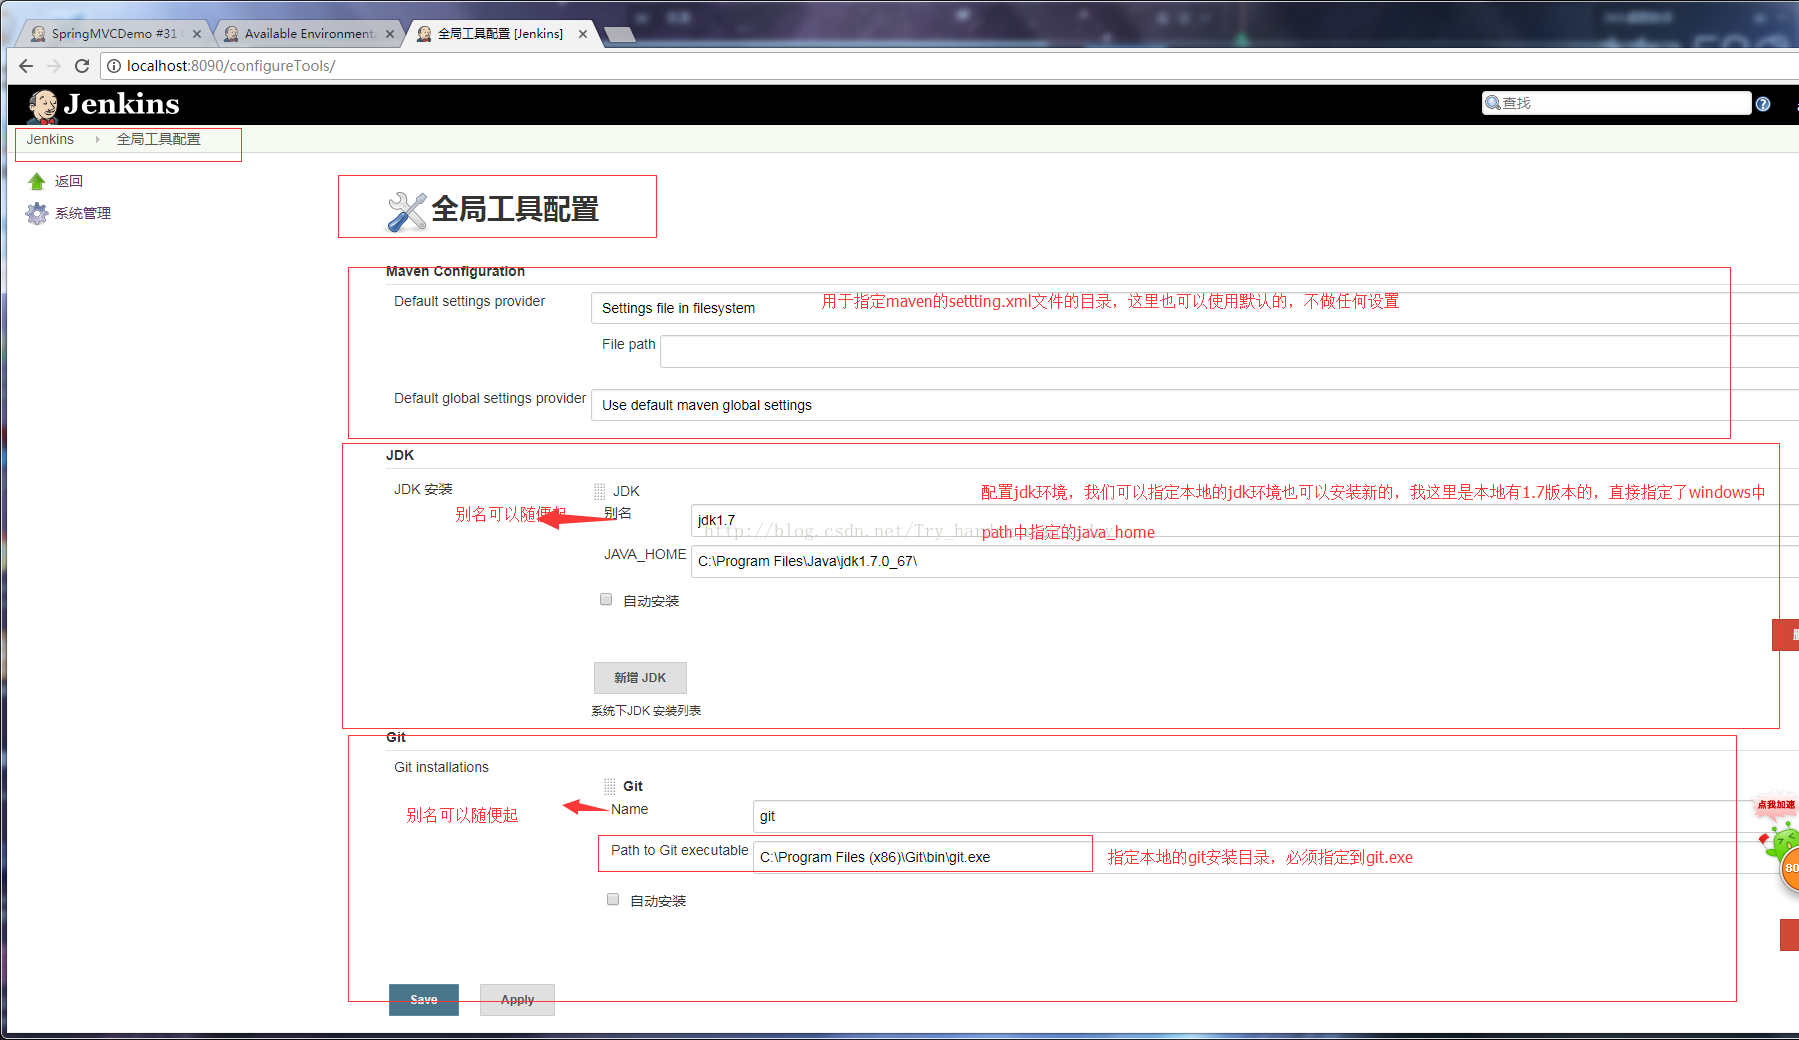 SpringMVCDemo #31
Available Environment
全局工具配置 [Jenkins]
localhost:8090/configureTools/
Jenkins
查找
Jenkins
全局工具配置
返回
系统管理
全局工具配置
Maven Configuration
Default settings provider
Settings file in filesystem
用于指定maven的settting.xml文件的目录，这里也可以使用默认的，不做任何设置
File path
Default global settings provider
Use default maven global settings
JDK
JDK 安装
JDK
配置jdk环境，我们可以指定本地的jdk环境也可以安装新的，我这里是本地有1.7版本的，直接指定了windows中
别名可以随便起
别名
jdk1.7
http://blog.csdn.net/Try_har
path中指定的java_home
JAVA_HOME
C:\Program Files\Java\jdk1.7.0_67\
自动安装
新增 JDK
系统下JDK 安装列表
Git
Git installations
Git
别名可以随便起
Name
git
Path to Git executable
C:\Program Files (x86)\Git\bin\git.exe
指定本地的git安装目录，必须指定到git.exe
自动安装
点我加速
80
Save
Apply